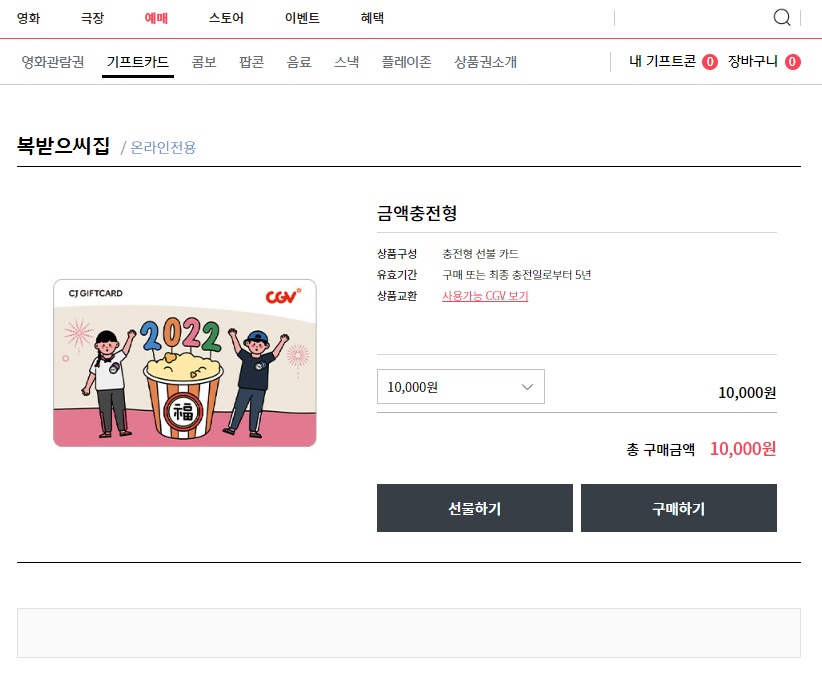 영화 극장 예매 스토어 이벤트 혜택
영화관람권 기프트카드 콤보 팝콘 음료 스낵 플레이존 상품권소개 내 기프트콘 0 장바구니 0
복받으씨집 / 온라인전용
금액충전형
상품구성 충전형 선불 카드
유효기간 구매 또는 최종 충전일로부터 5년
상품교환 사용가능 CGV 보기
CJ GIFTCARD CGV
2022
福
10,000원
10,000원
총 구매금액 10,000원
선물하기 구매하기